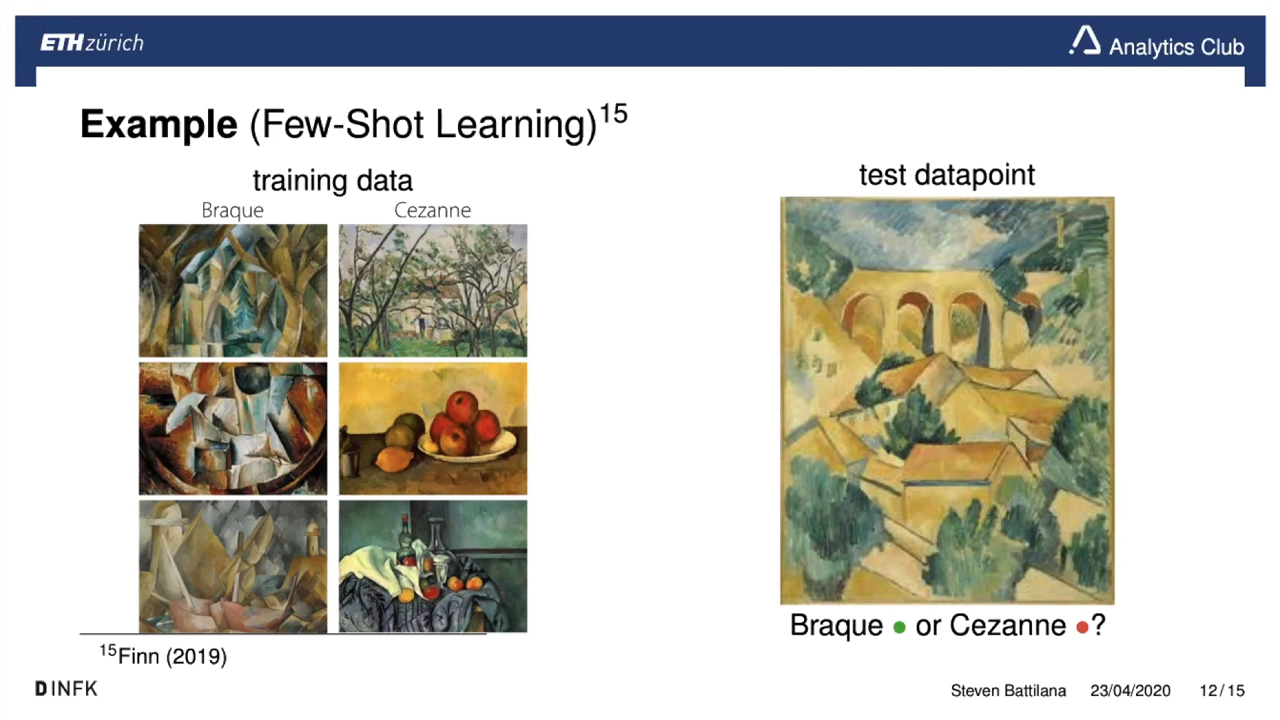 ETH zürich
Analytics Club
Example (Few-Shot Learning)15
training data
Braque
Cezanne
test datapoint
Braque ● or Cezanne ●?
15Finn (2019)
D INFK
Steven Battilana 23/04/2020 12/15